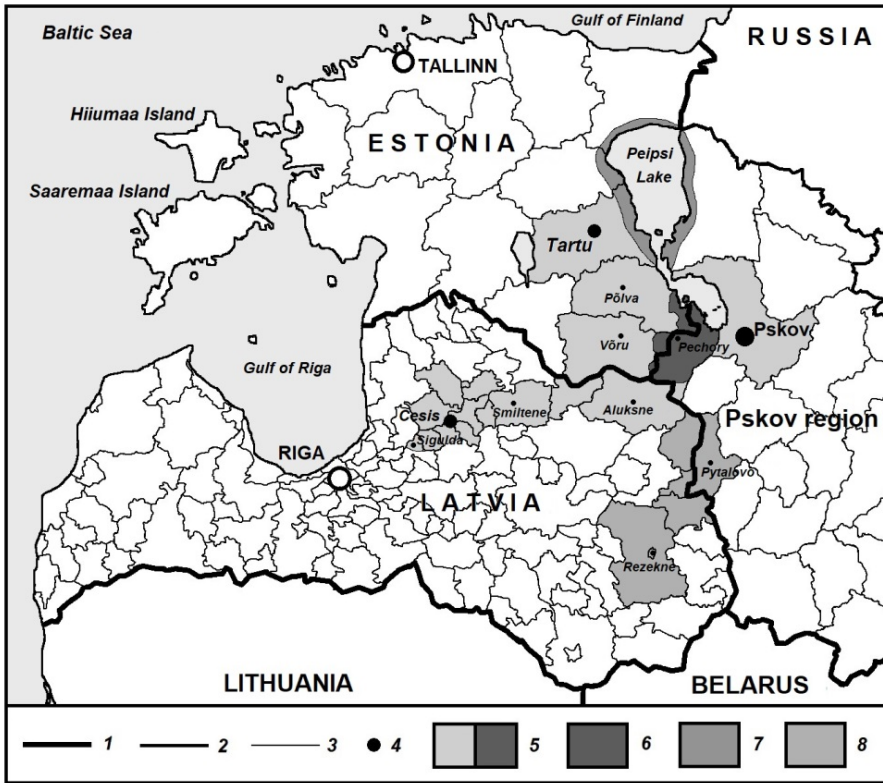 Gulf of Finland
Baltic Sea
RUSSIA
TALLINN
Hiiumaa Island
ESTONIA
Peipsi
Lake
Saaremaa Island
Tartu
Põlva
Pskov
Võru
Pechory
Gulf of Riga
Cesis
Smiltene
Aluksne
Pskov region
Sigulda
RIGA
Pytalovo
LATVIA
Rezekne
LITHUANIA
BELARUS
1 2 3 4 5 6 7 8